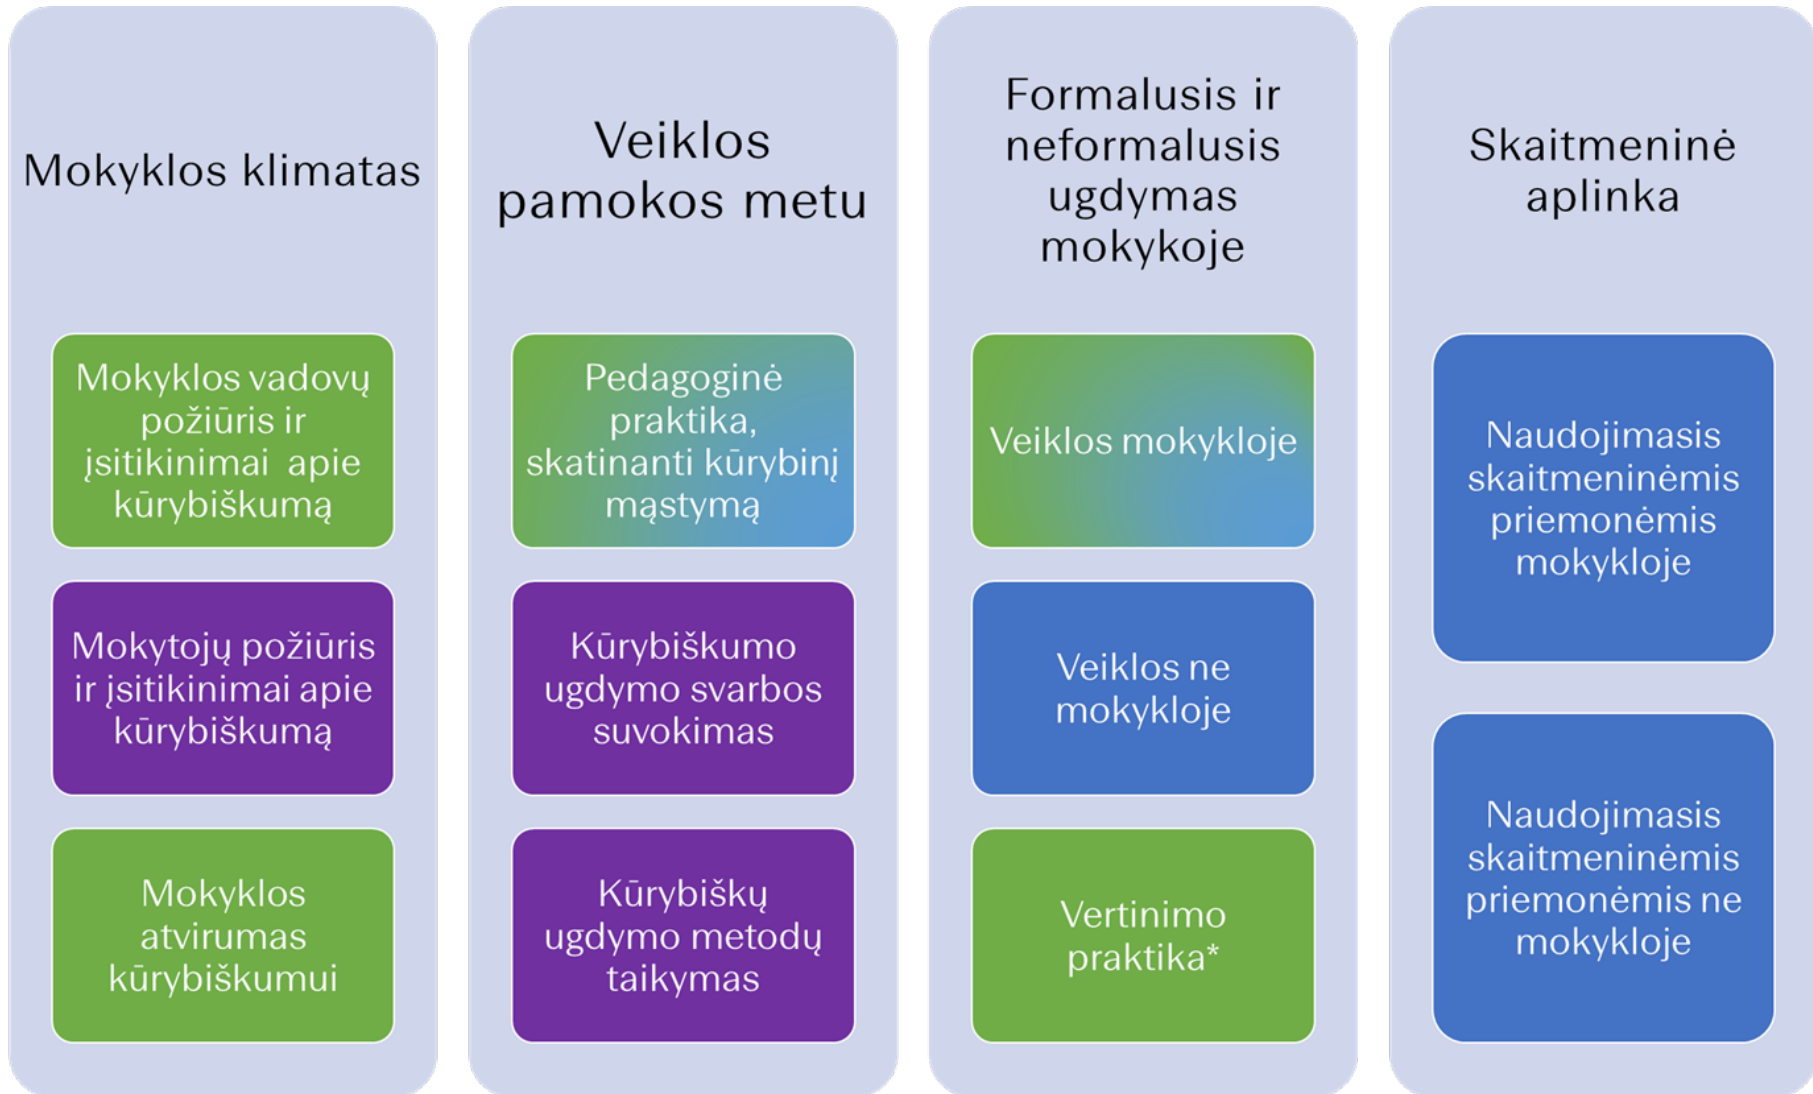 Mokyklos klimatas
Mokyklos vadovų
požiūris ir
įsitikinimai apie
kūrybiškumą
Mokytojų požiūris
ir įsitikinimai apie
kūrybiškumą
Mokyklos
atvirumas
kūrybiškumui
Veiklos
pamokos metu
Pedagoginė
praktika,
skatinanti kūrybinį
mąstymą
Kūrybiškumo
ugdymo svarbos
suvokimas
Kūrybiškų
ugdymo metodų
taikymas
Formalusis ir
neformalusis
ugdymas
mokykoje
Veiklos mokykloje
Veiklos ne
mokykloje
Vertinimo
praktika*
Skaitmeninė
aplinka
Naudojimasis
skaitmeninėmis
priemonėmis
mokykloje
Naudojimasis
skaitmeninėmis
priemonėmis ne
mokykloje